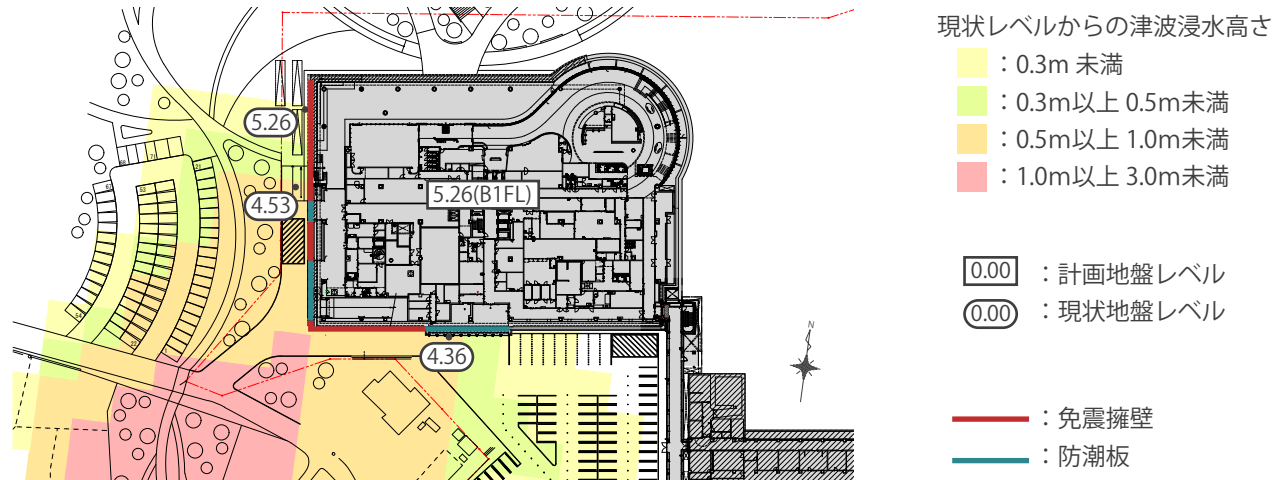 現状レベルからの津波浸水高さ
：0.3m 未満
：0.3m以上 0.5m未満
：0.5m以上 1.0m未満
：1.0m以上 3.0m未満
0.00 ：計画地盤レベル
0.00 ：現状地盤レベル
：免震擁壁
：防潮板
5.26
4.53
5.26(B1FL)
4.36
N